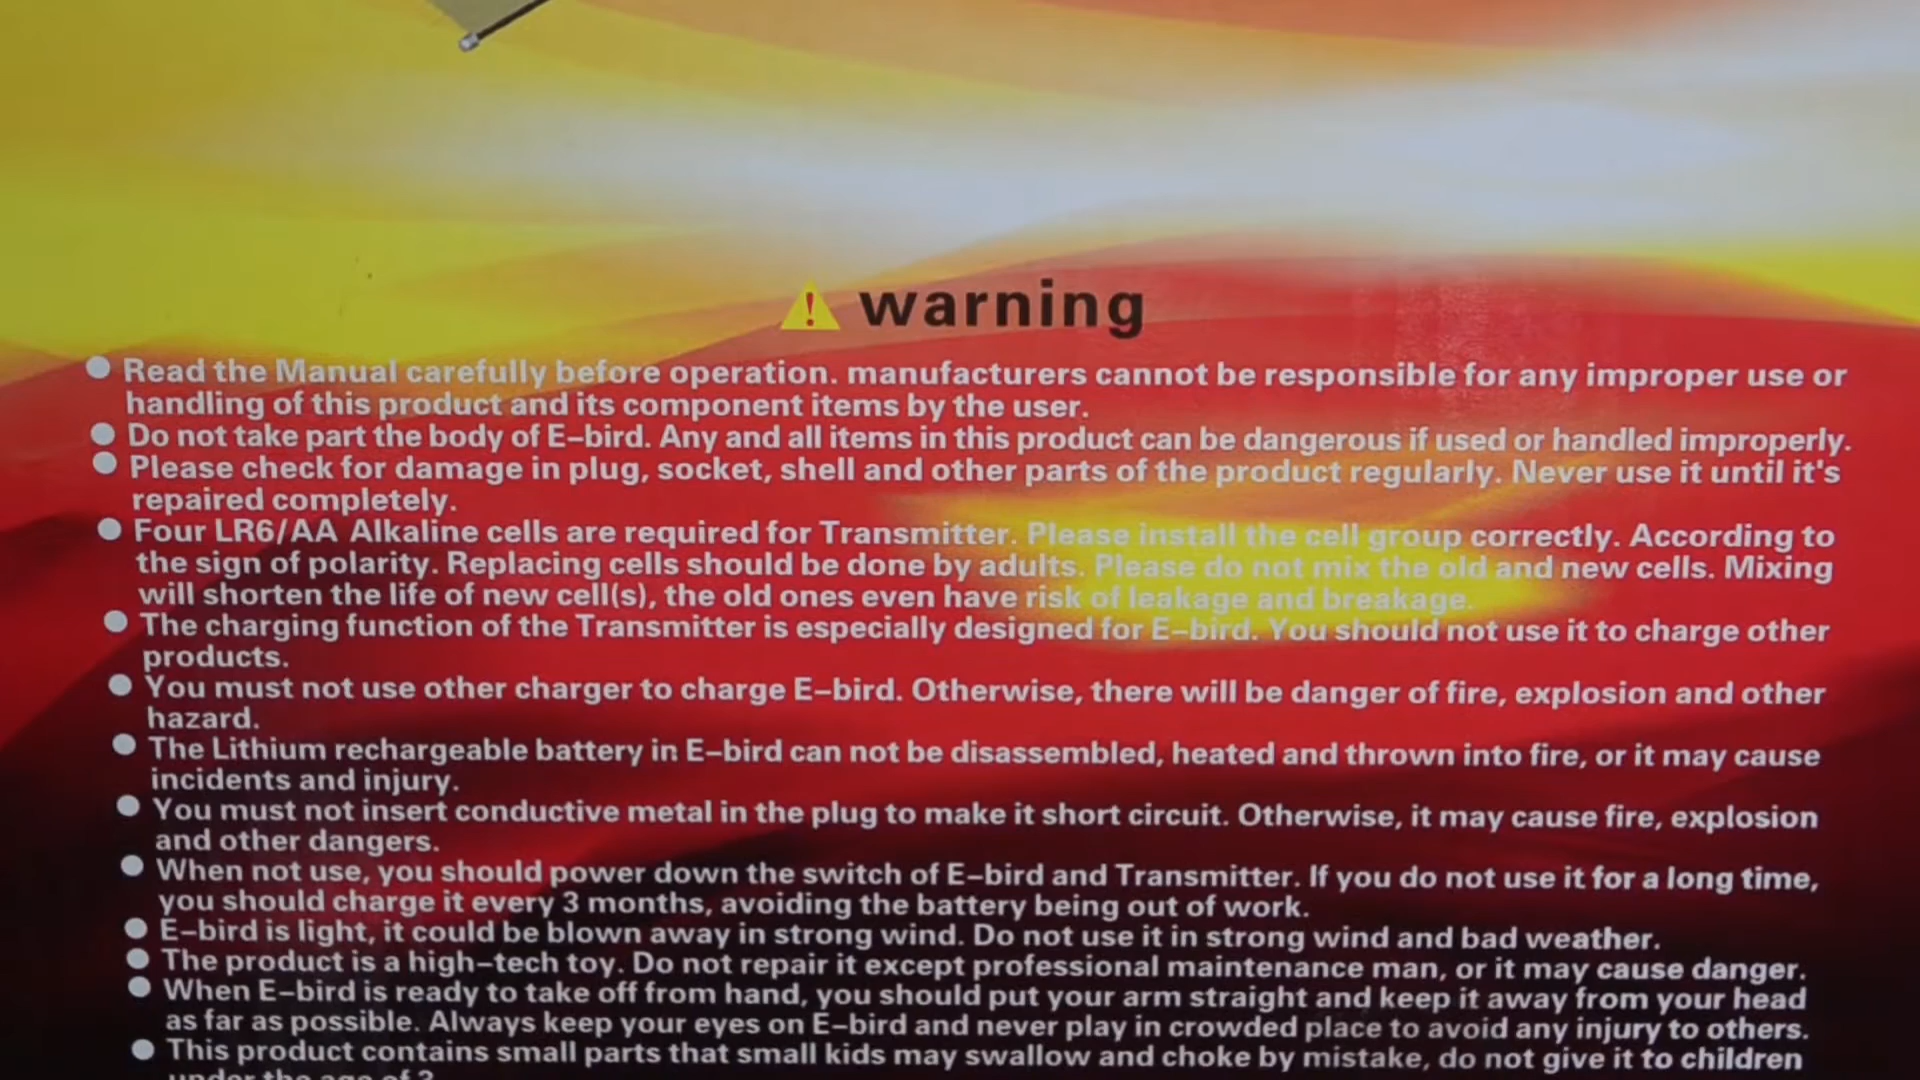 warning
● Read the Manual carefully before operation. manufacturers cannot be responsible for any improper use or
handling of this product and its component items by the user.
● Do not take part the body of E-bird. Any and all items in this product can be dangerous if used or handled improperly.
● Please check for damage in plug, socket, shell and other parts of the product regularly. Never use it until it's
repaired completely.
● Four LR6/AA Alkaline cells are required for Transmitter. Please install the cell group correctly. According to
the sign of polarity. Replacing cells should be done by adults. Please do not mix the old and new cells. Mixing
will shorten the life of new cell(s), the old ones even have risk of leakage and breakage.
● The charging function of the Transmitter is especially designed for E-bird. You should not use it to charge other
products.
● You must not use other charger to charge E-bird. Otherwise, there will be danger of fire, explosion and other
hazard.
● The Lithium rechargeable battery in E-bird can not be disassembled, heated and thrown into fire, or it may cause
incidents and injury.
● You must not insert conductive metal in the plug to make it short circuit. Otherwise, it may cause fire, explosion
and other dangers.
● When not use, you should power down the switch of E-bird and Transmitter. If you do not use it for a long time,
you should charge it every 3 months, avoiding the battery being out of work.
● E-bird is light, it could be blown away in strong wind. Do not use it in strong wind and bad weather.
● The product is a high-tech toy. Do not repair it except professional maintenance man, or it may cause danger.
● When E-bird is ready to take off from hand, you should put your arm straight and keep it away from your head
as far as possible. Always keep your eyes on E-bird and never play in crowded place to avoid any injury to others.
● This product contains small parts that small kids may swallow and choke by mistake, do not give it to children
under the age of